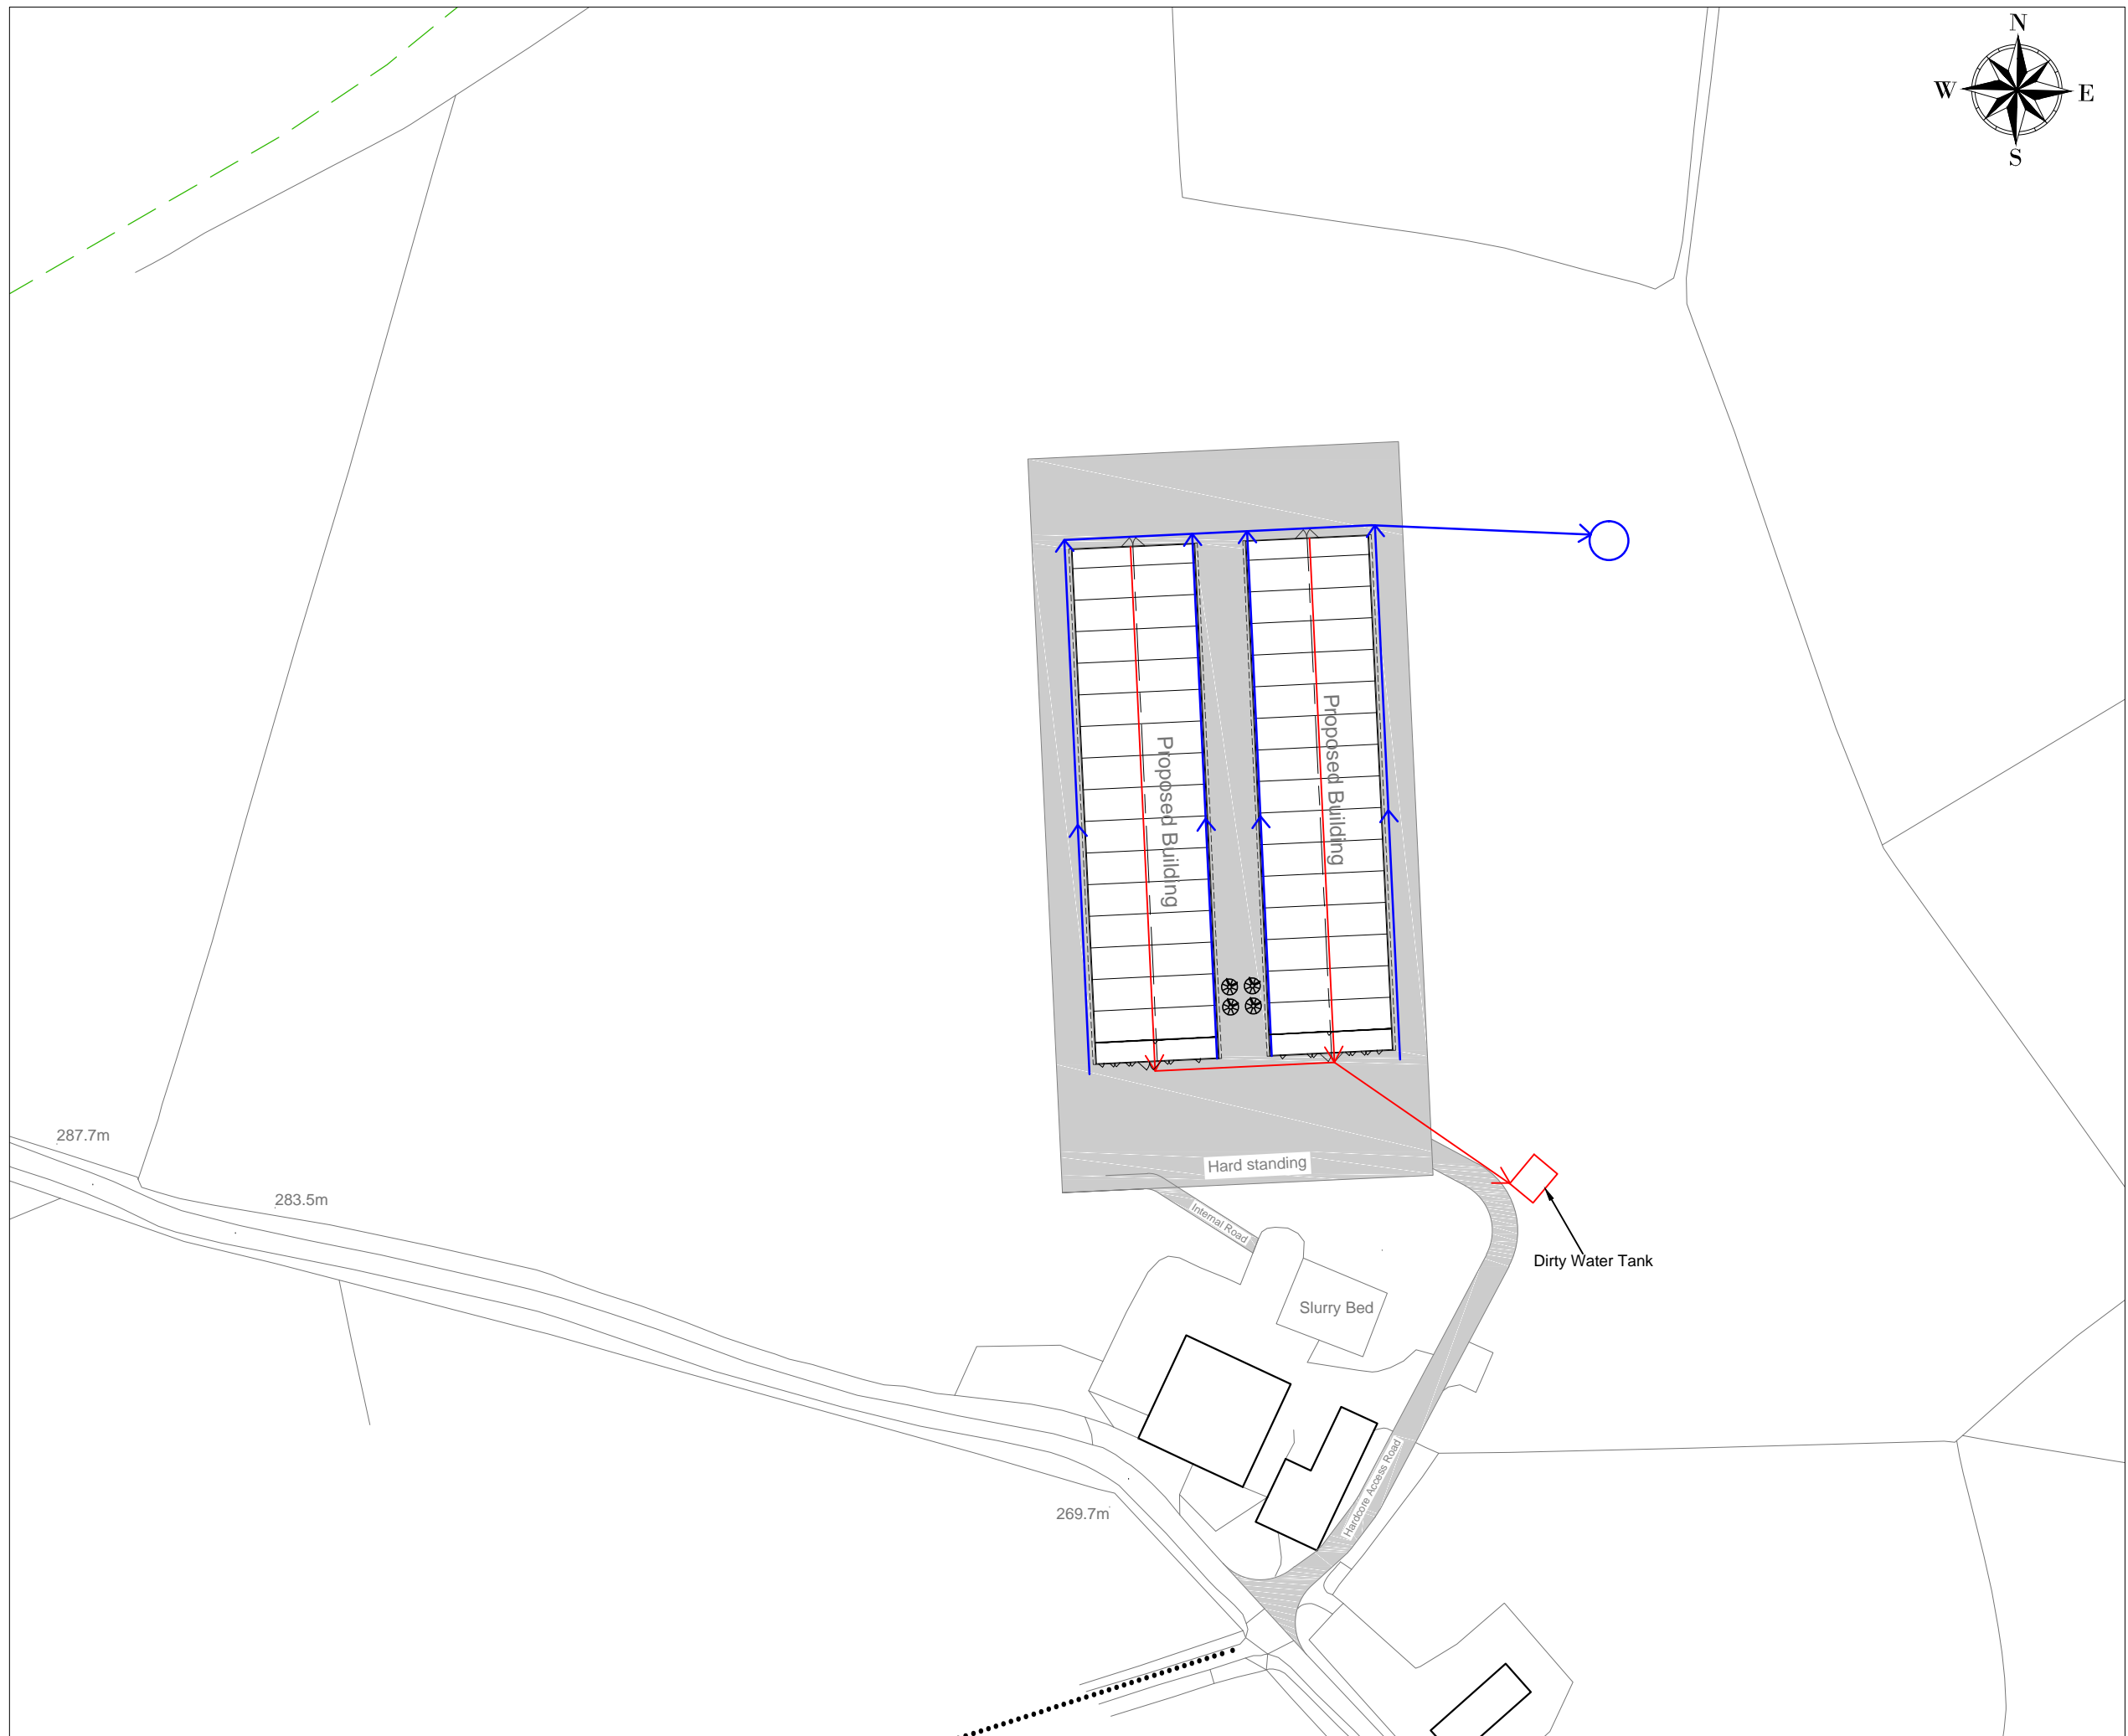 N
W
E
S
Proposed Building
Proposed Building
287.7m
Hard standing
283.5m
Internal Road
Dirty Water Tank
Slurry Bed
Hardcore Access Road
269.7m